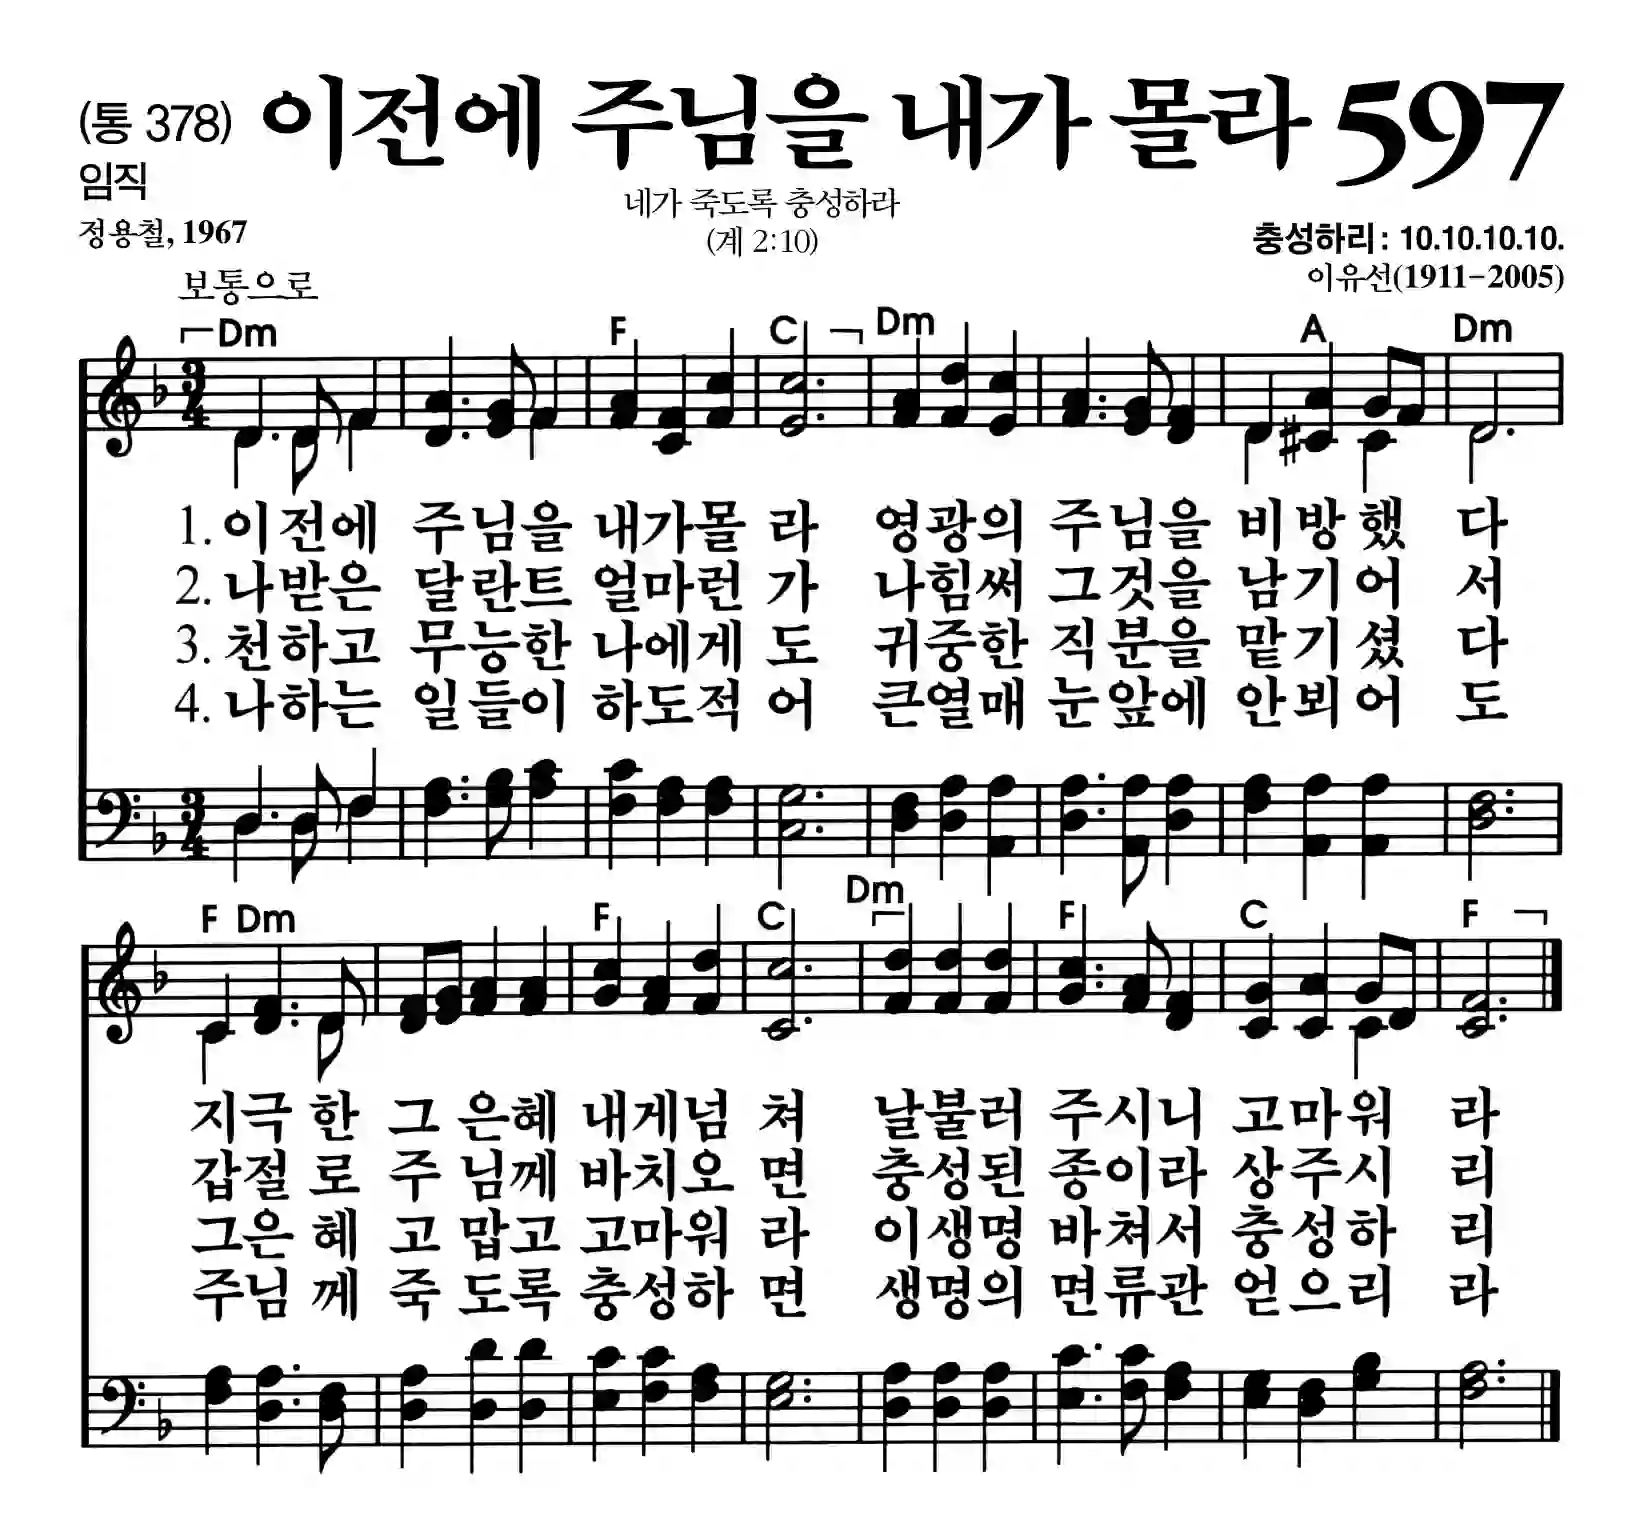 (통 378) 이전에 주님을 내가 몰라 597
임직
네가 죽도록 충성하라
정용철, 1967
(계 2:10)
충성하리: 10.10.10.10.
보통으로
이유선(1911-2005)
Dm F C Dm A Dm
3/4
1. 이전에 주님을 내가몰라 영광의 주님을 비방했다
2. 나받은 달란트 얼마런가 나힘써 그것을 남기어서
3. 천하고 무능한 나에게도 귀중한 직분을 맡기셨다
4. 나하는 일들이 하도적어 큰열매 눈앞에 안뵈어도
3/4
F Dm F C Dm F C F
지극한 그은혜 내게넘쳐 날불러 주시니 고마워라
갑절로 주님께 바치오면 충성된 종이라 상주시리
그은혜 고맙고 고마워라 이생명 바쳐서 충성하리
주님께 죽도록 충성하면 생명의 면류관 얻으리라